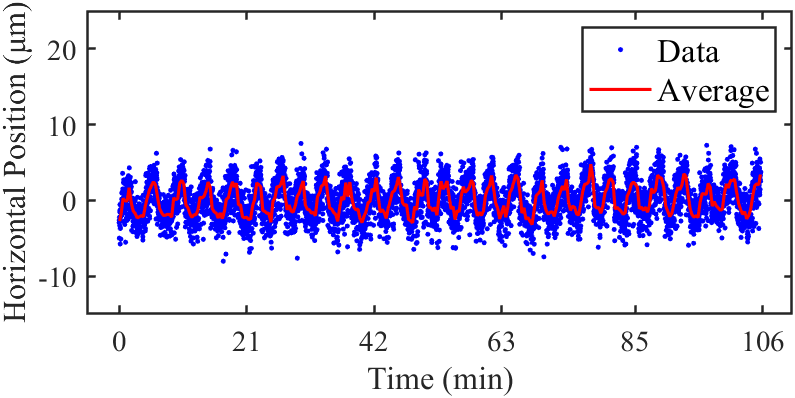 Horizontal Position (μm)
20
10
0
-10
Data
Average
0 21 42 63 85 106
Time (min)